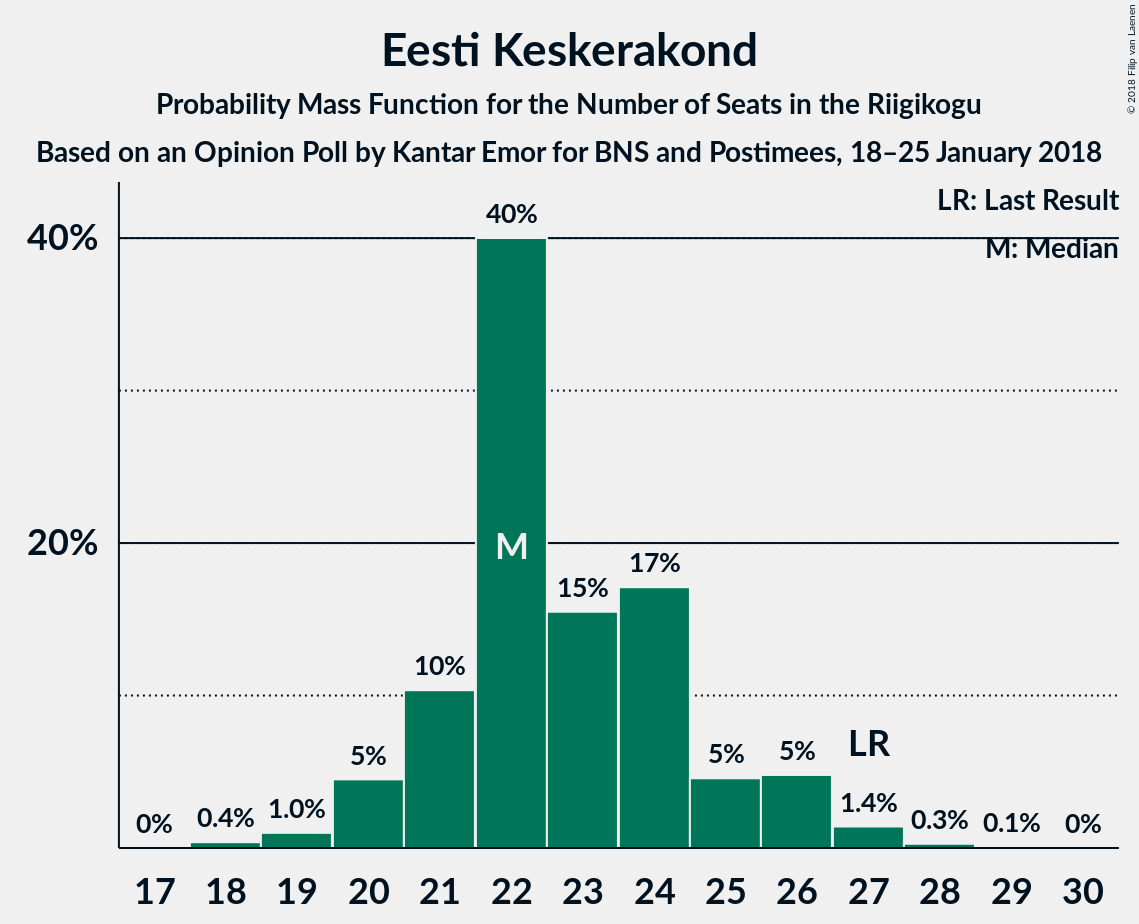 Eesti Keskerakond
Probability Mass Function for the Number of Seats in the Riigikogu
Based on an Opinion Poll by Kantar Emor for BNS and Postimees, 18–25 January 2018
© 2018 Filip van Laenen
LR: Last Result
M: Median
40%
20%
0%
0.4%
1.0%
5%
10%
40%
M
15%
17%
5%
5%
LR
1.4%
0.3%
0.1%
0%
17 18 19 20 21 22 23 24 25 26 27 28 29 30